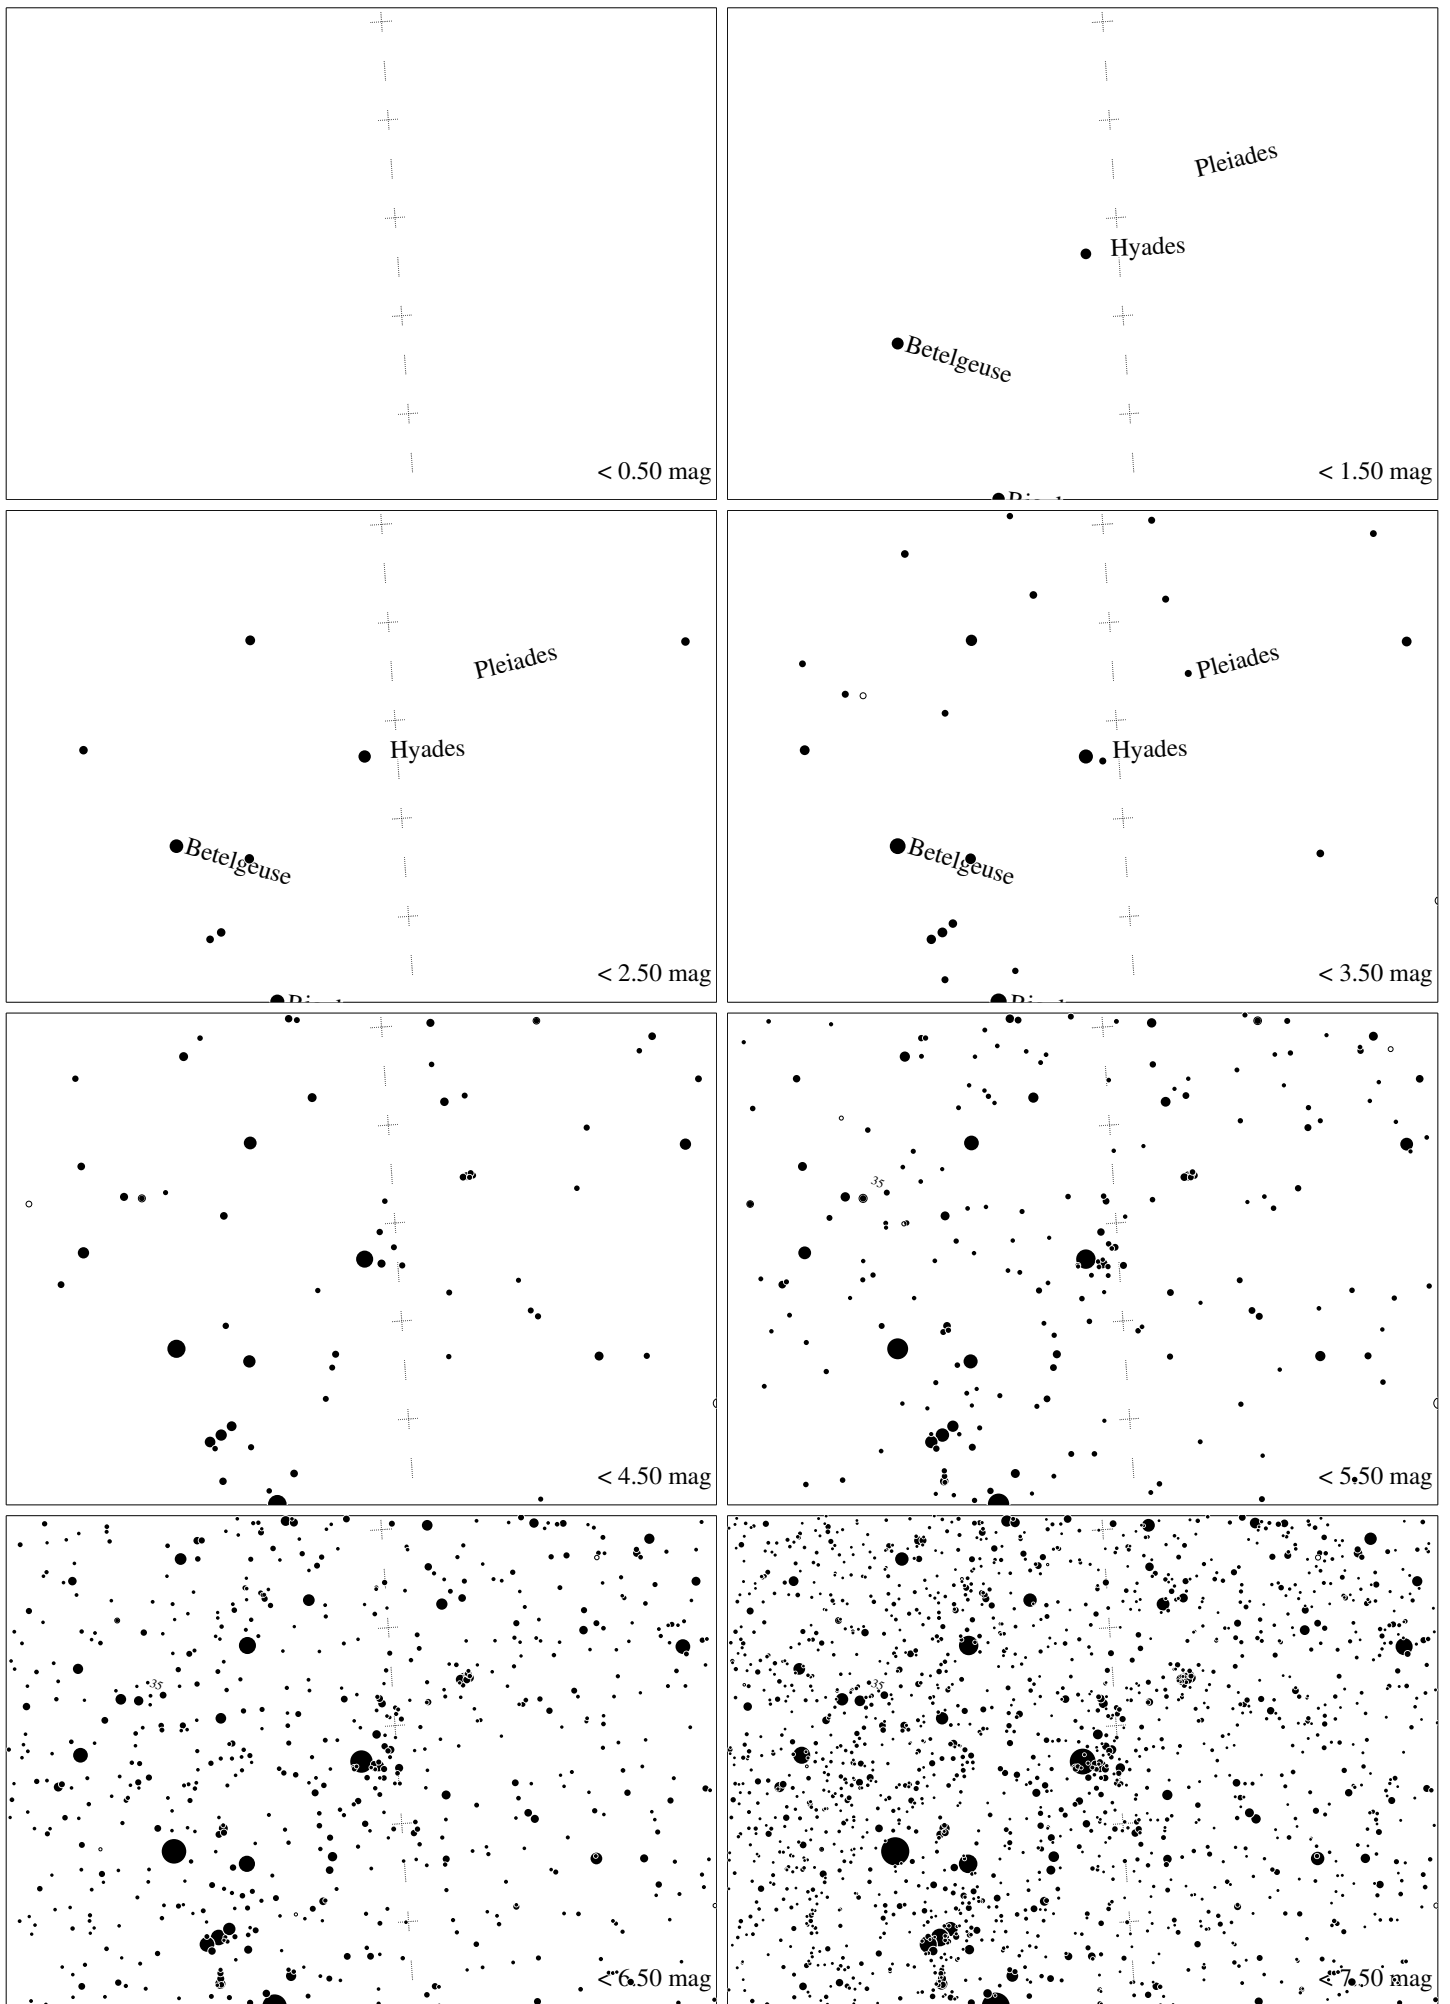 < 0.50 mag
Pleiades
Hyades
Betelgeuse
< 1.50 mag
Pleiades
Hyades
Betelgeuse
< 2.50 mag
Pleiades
Hyades
Betelgeuse
< 3.50 mag
< 4.50 mag
35
< 5.50 mag
35
< 6.50 mag
35
< 7.50 mag